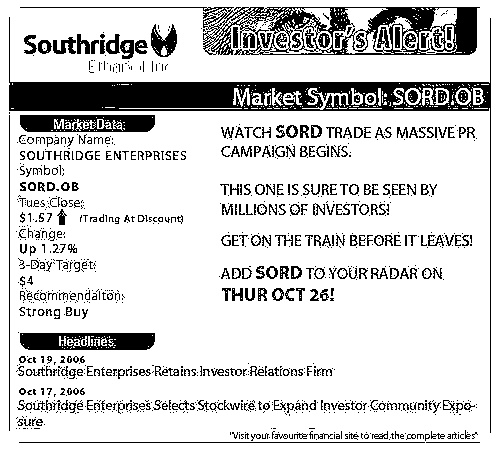 Southridge
Ethanol Inc
Investor's Alert!
Market Symbol: SORD.OB
Market Data:
Company Name:
SOUTHRIDGE ENTERPRISES
Symbol:
SORD.OB
Tues Close:
$1.57 (Trading At Discount)
Change:
Up 1.27%
3-Day Target:
$4
Recommendaiton:
Strong Buy
WATCH SORD TRADE AS MASSIVE PR
CAMPAIGN BEGINS.
THIS ONE IS SURE TO BE SEEN BY
MILLIONS OF INVESTORS!
GET ON THE TRAIN BEFORE IT LEAVES!
ADD SORD TO YOUR RADAR ON
THUR OCT 26!
Headlines
Oct 19, 2006
Southridge Enterprises Retains Investor Relations Firm
Oct 17, 2006
Southridge Enterprises Selects Stockwire to Expand Investor Community Expo-
sure
"Visit your favourite financial site to read the complete articles"